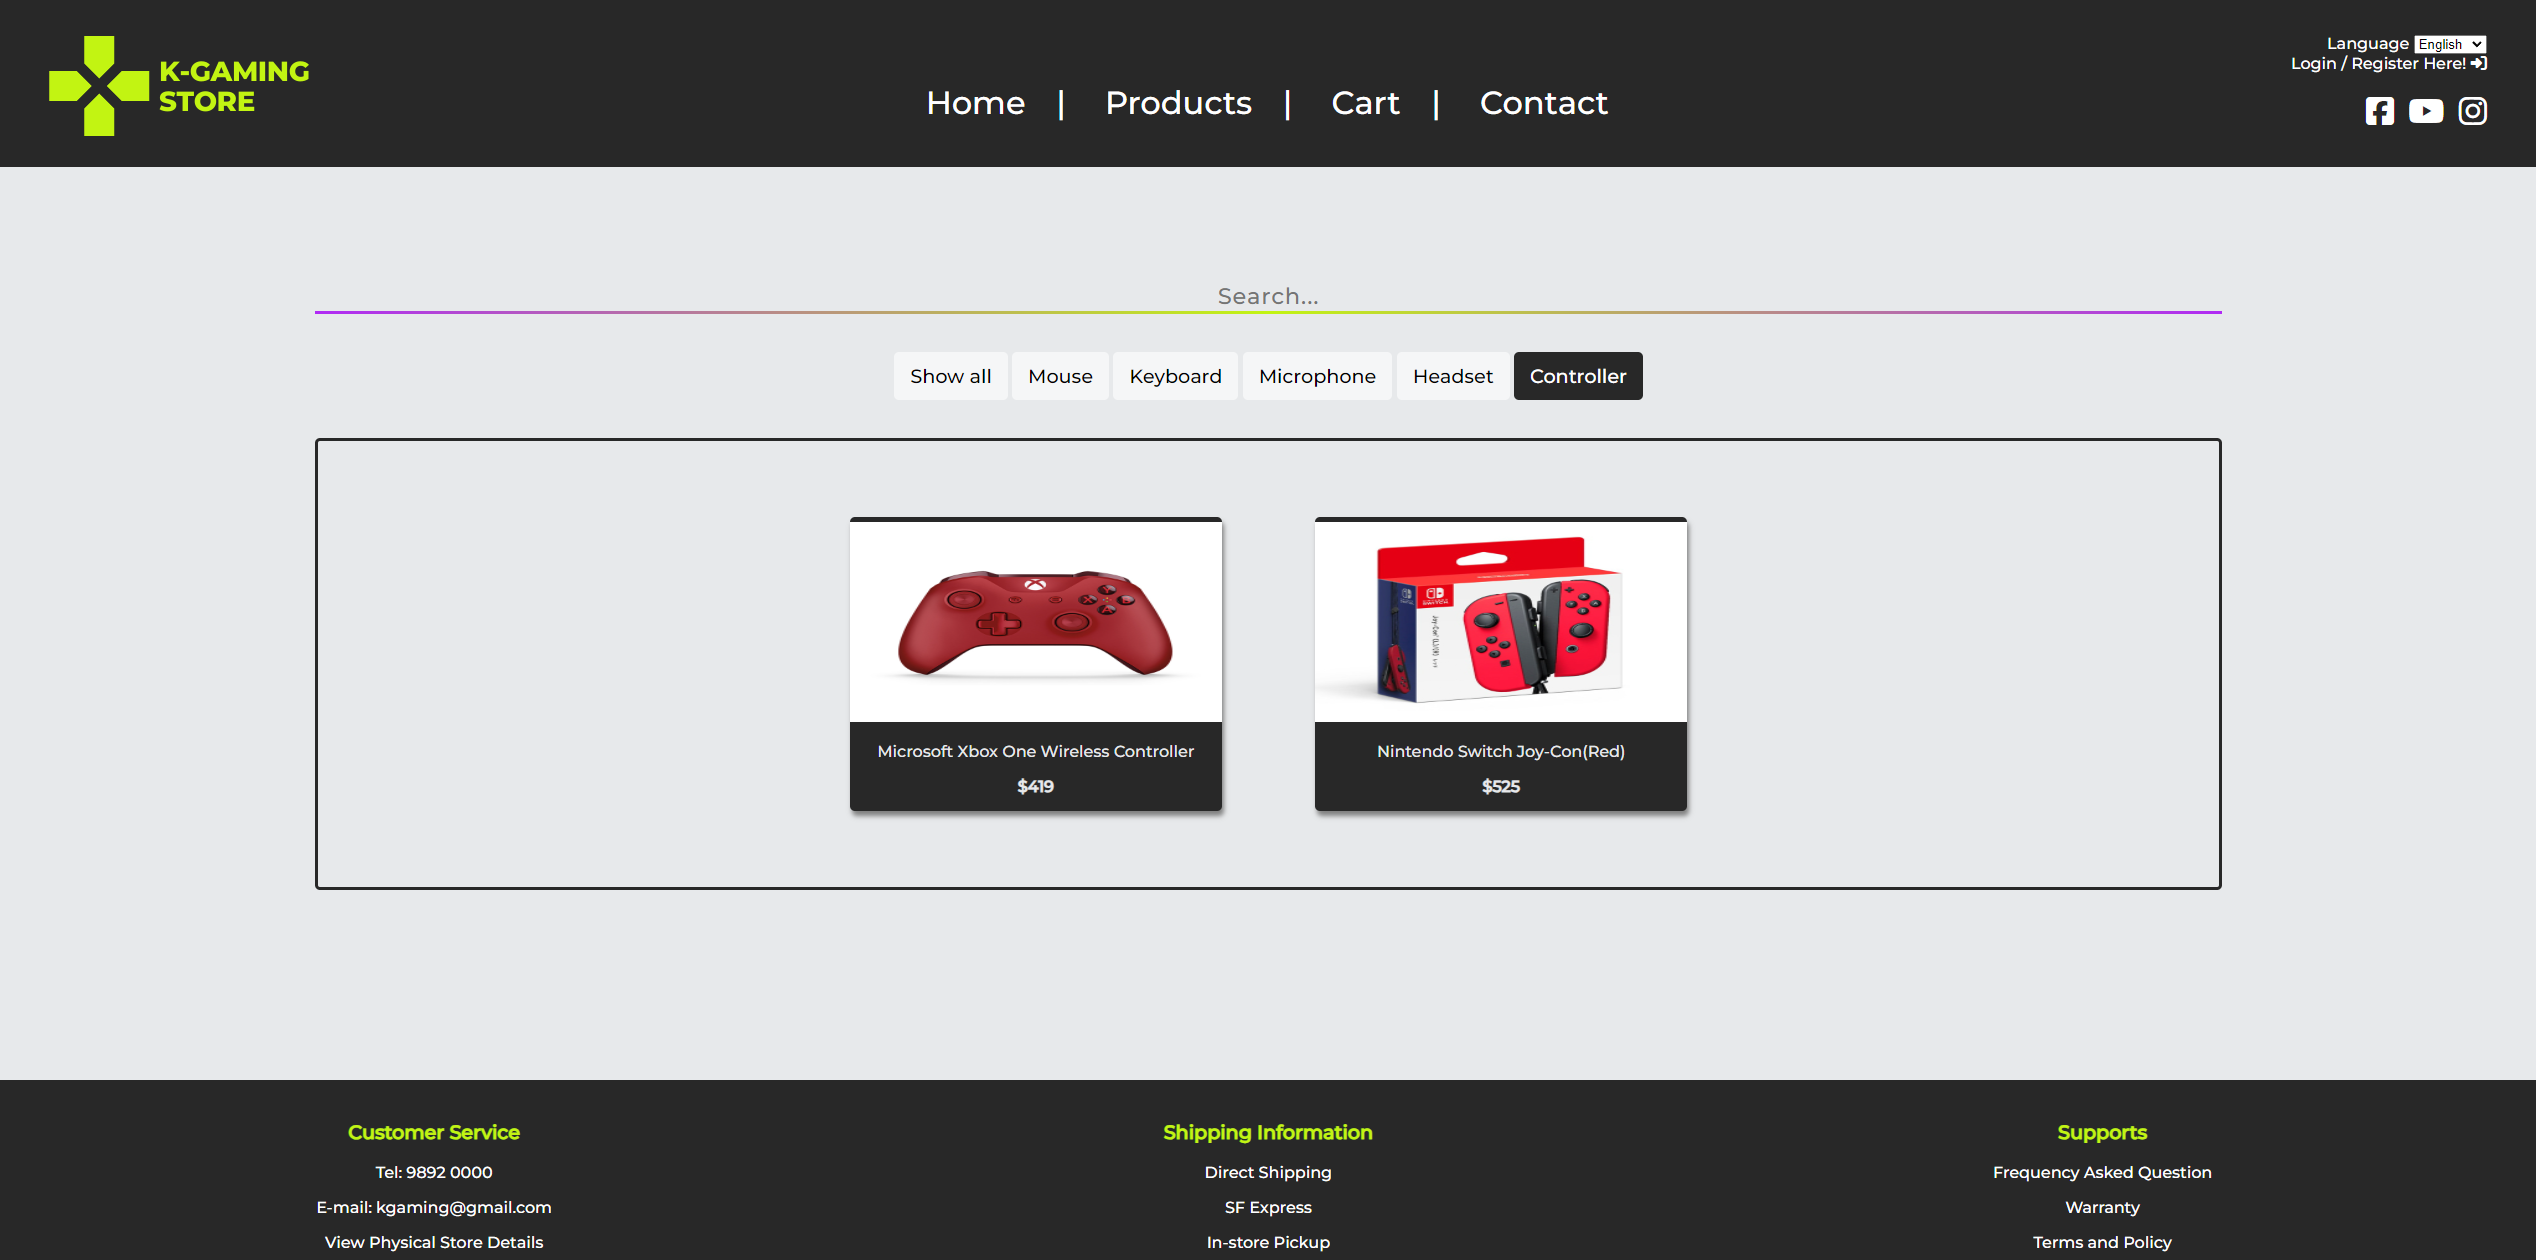 K-GAMING
STORE
Home | Products | Cart | Contact
Language English
Login / Register Here!
Search...
Show all Mouse Keyboard Microphone Headset Controller
Microsoft Xbox One Wireless Controller
$419
Joy-Con
Nintendo Switch Joy-Con(Red)
$525
Customer Service
Tel: 9892 0000
E-mail: kgaming@gmail.com
View Physical Store Details
Shipping Information
Direct Shipping
SF Express
In-store Pickup
Supports
Frequency Asked Question
Warranty
Terms and Policy